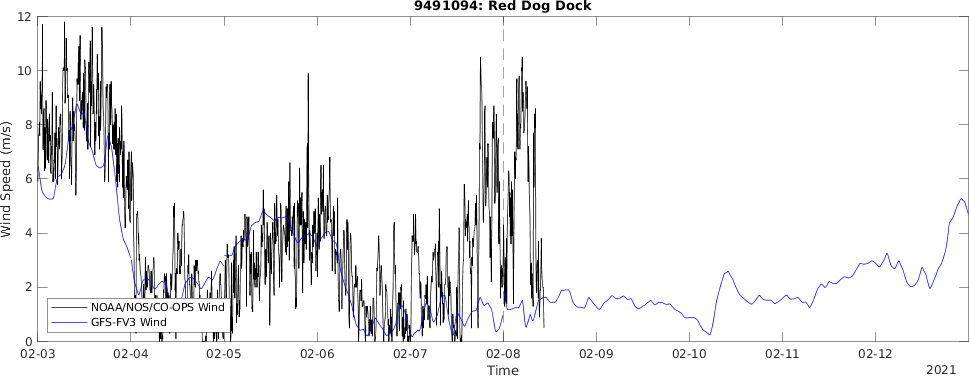 9491094: Red Dog Dock
12
10
8
6
4
2
0
Wind Speed (m/s)
NOAA/NOS/CO-OPS Wind
GFS-FV3 Wind
02-03 02-04 02-05 02-06 02-07 02-08 02-09 02-10 02-11 02-12
Time
2021